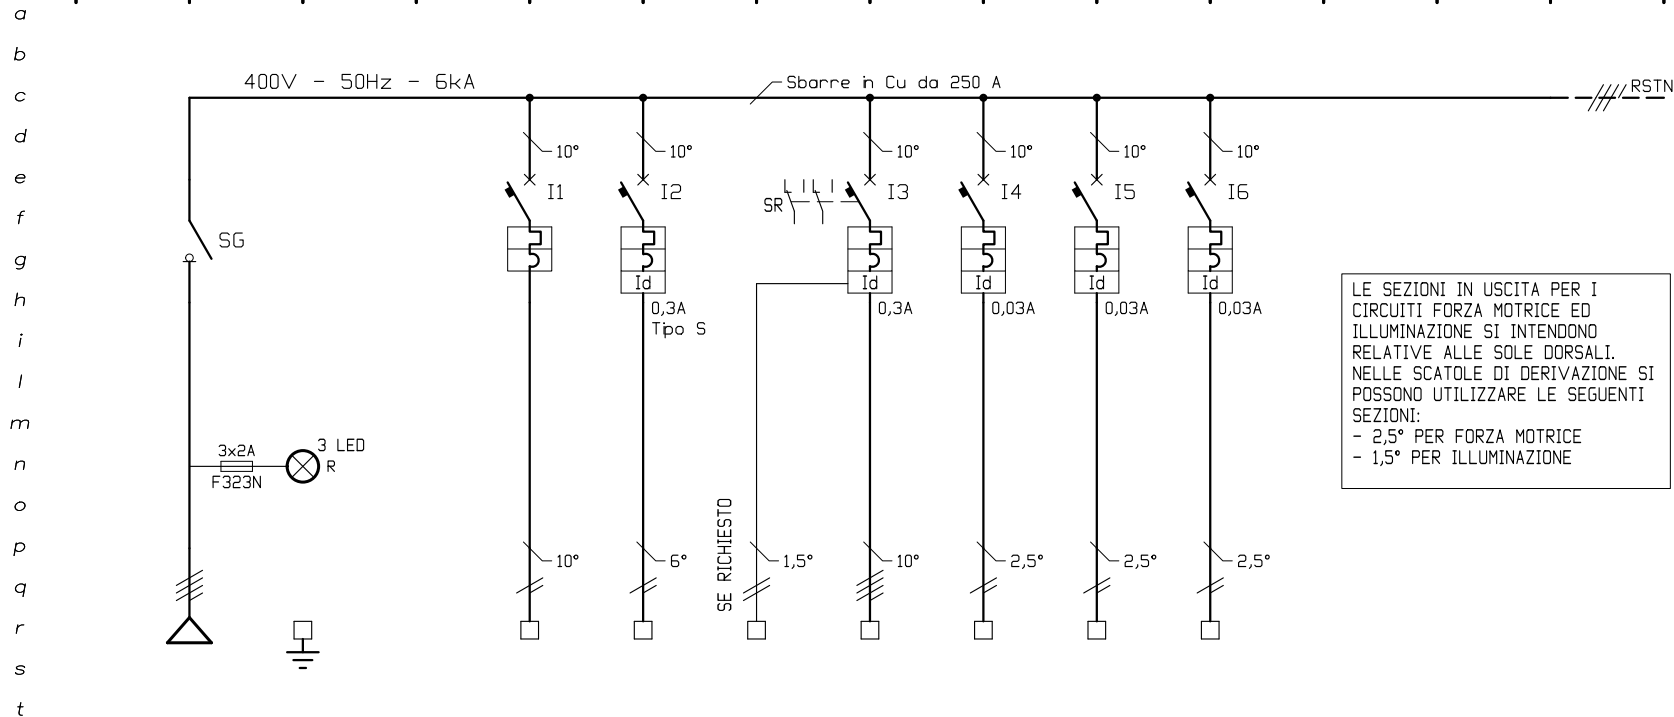 a
b
400V - 50Hz - 6kA
Sbarre in Cu da 250 A
RSTN
c
d
10° 10° 10° 10° 10° 10°
e
I1 I2 I3 I4 I5 I6
SR
f
SG
g
Id Id Id Id Id
h
0,3A 0,3A 0,03A 0,03A 0,03A
Tipo S
i
l
m
LE SEZIONI IN USCITA PER I
CIRCUITI FORZA MOTRICE ED
ILLUMINAZIONE SI INTENDONO
RELATIVE ALLE SOLE DORSALI.
NELLE SCATOLE DI DERIVAZIONE SI
POSSONO UTILIZZARE LE SEGUENTI
SEZIONI:
- 2,5° PER FORZA MOTRICE
- 1,5° PER ILLUMINAZIONE
3x2A
3 LED
R
F323N
n
o
SE RICHIESTO
p
10° 6° 1,5° 10° 2,5° 2,5° 2,5°
q
r
s
t